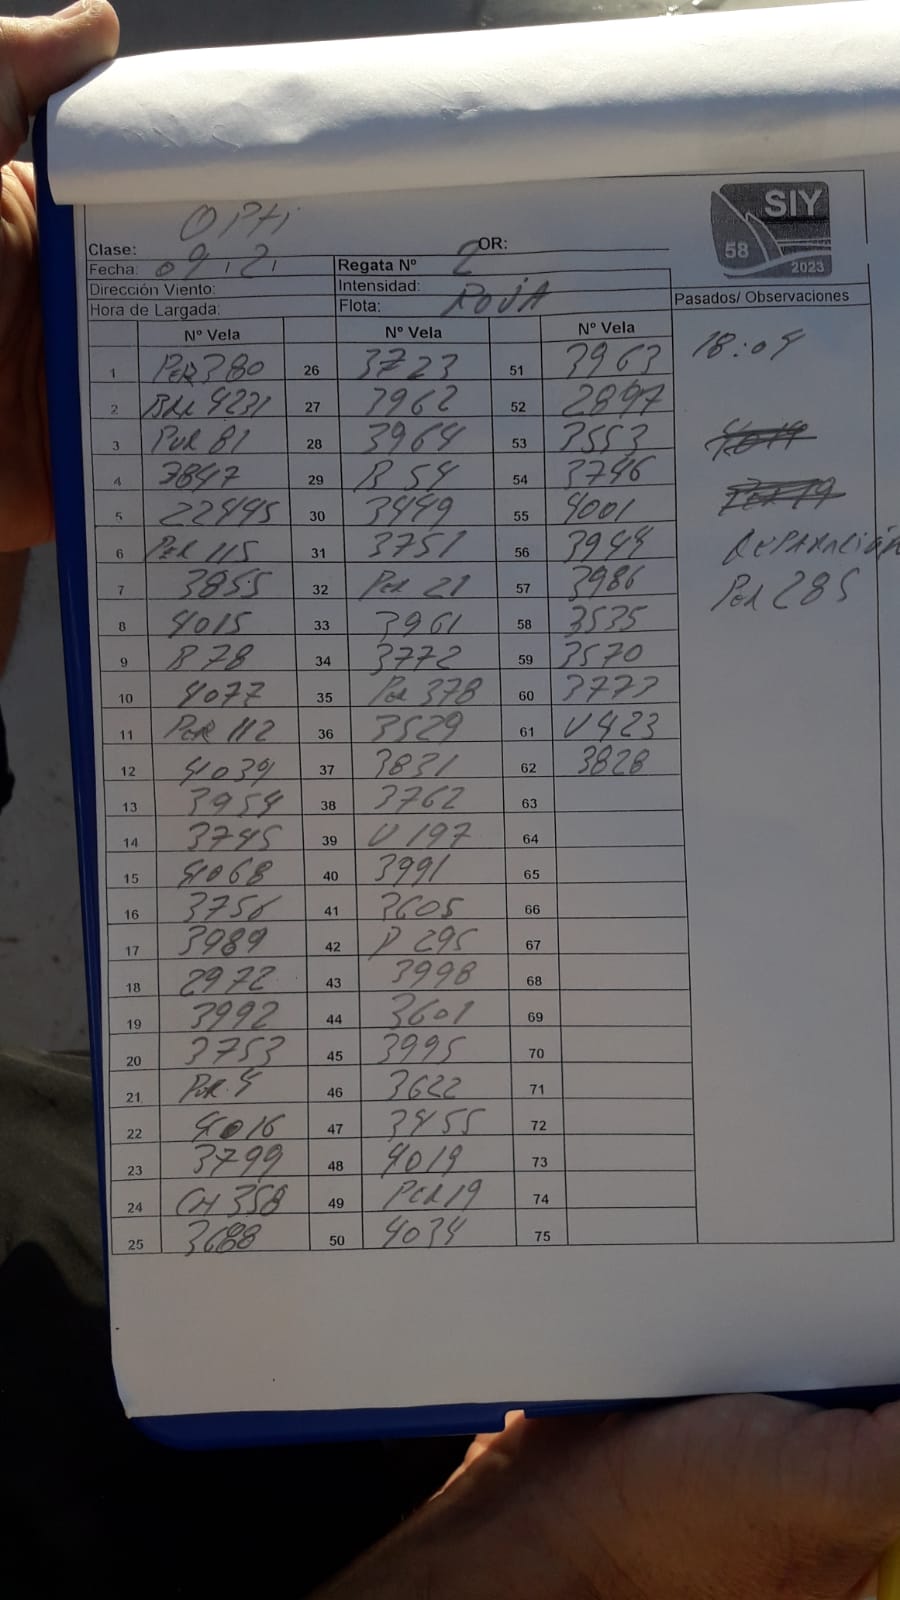 SIY
58
2023
Clase: OPti OR:
Fecha: 09.2. Regata Nº 2
Dirección Viento: Intensidad:
Hora de Largada: Flota: ROJA
Pasados/ Observaciones
Nº Vela Nº Vela Nº Vela
1 PER 380 26 3723 51 3963
2 BRA 4231 27 3962 52 2897
3 PUR 81 28 3964 53 3553
4 3847 29 B 54 54 3746
5 22495 30 3449 55 4001
6 PER 115 31 3751 56 3944
7 3855 32 PER 21 57 3986
8 4015 33 3961 58 3535
9 B 78 34 3772 59 3570
10 4077 35 PER 378 60 3773
11 PER 112 36 3529 61 U 423
12 4039 37 3831 62 3828
13 3954 38 3762 63
14 3745 39 U 197 64
15 4068 40 3991 65
16 3756 41 3605 66
17 3989 42 P 295 67
18 2972 43 3998 68
19 3992 44 3601 69
20 3753 45 3995 70
21 PUR. 4 46 3622 71
22 4016 47 3455 72
23 3799 48 4019 73
24 CH 358 49 PER 19 74
25 3688 50 4034 75
18:04
4019
PER 19
REPARACIÓN
PER 285